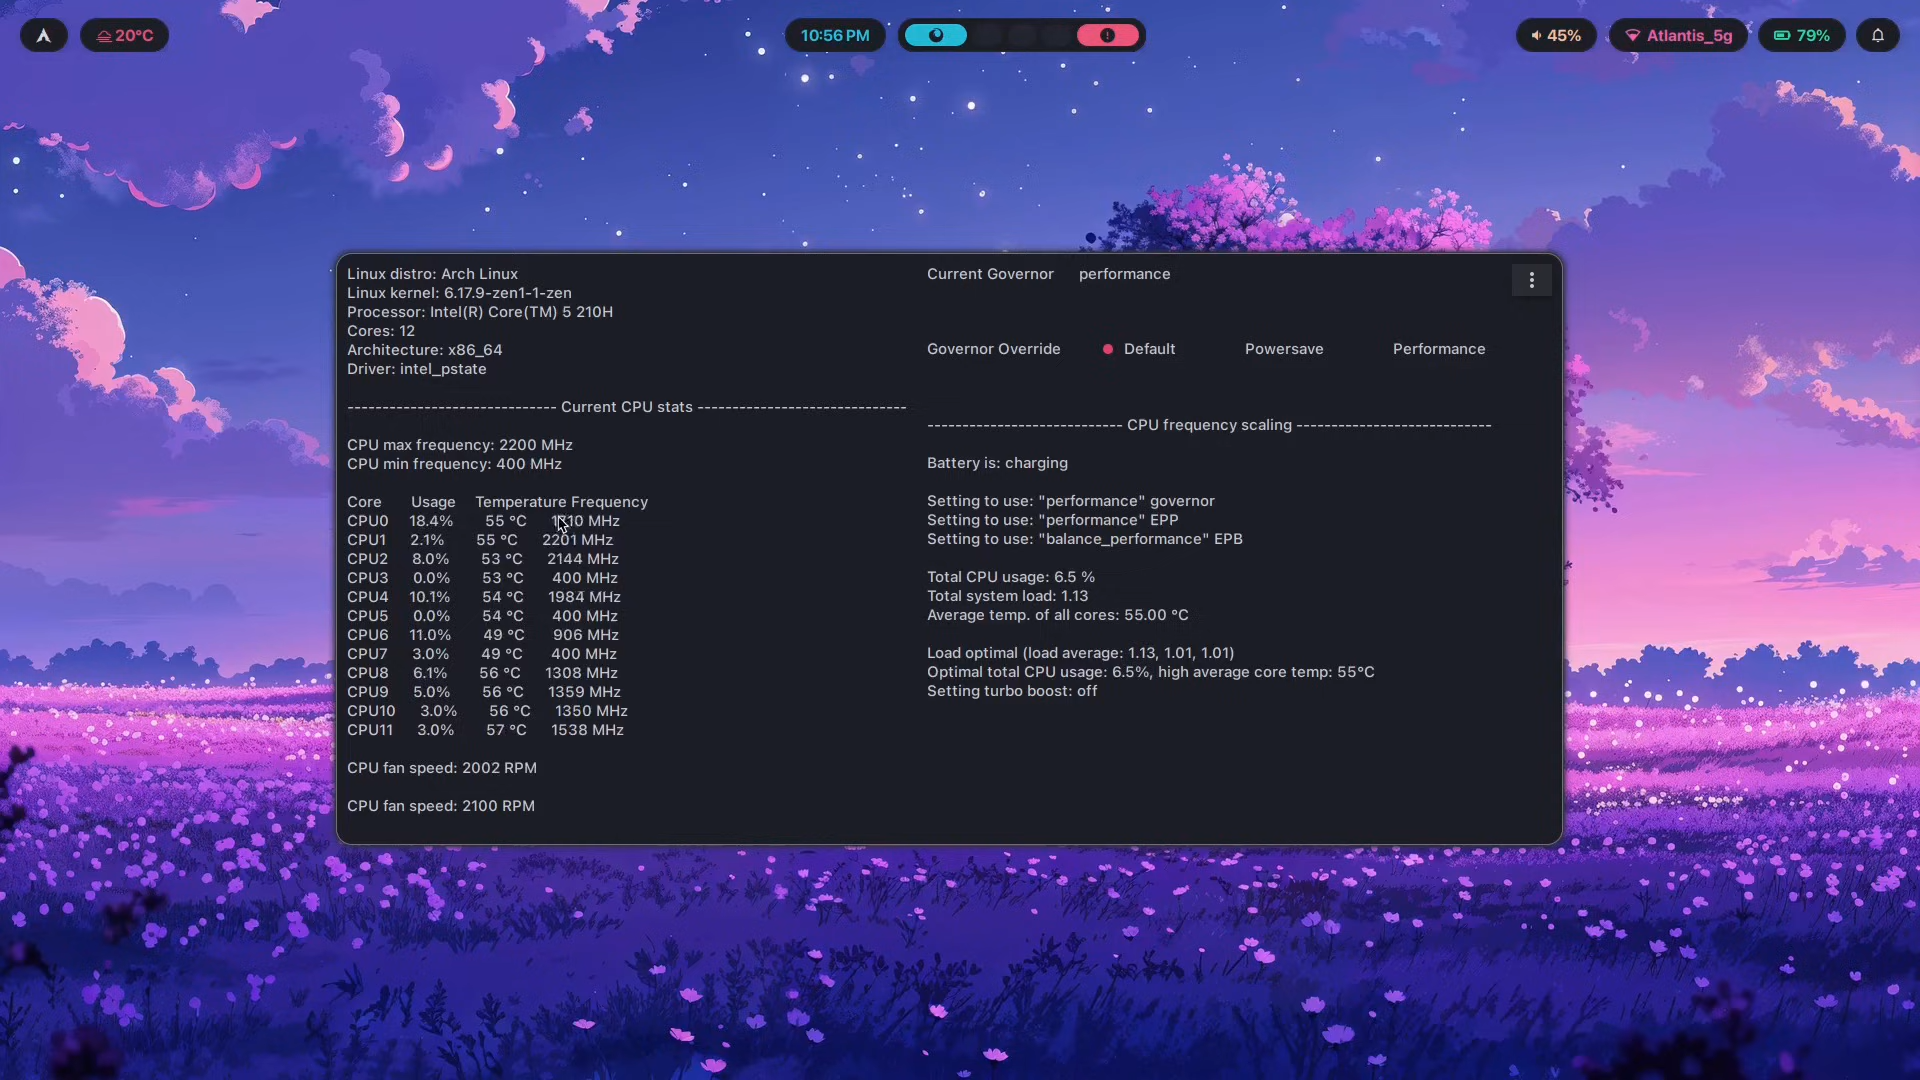 20°C
10:56 PM
45%
Atlantis_5g
79%
Linux distro: Arch Linux
Linux kernel: 6.17.9-zen1-1-zen
Processor: Intel(R) Core(TM) 5 210H
Cores: 12
Architecture: x86_64
Driver: intel_pstate
------------------------------ Current CPU stats ------------------------------
CPU max frequency: 2200 MHz
CPU min frequency: 400 MHz
Core Usage Temperature Frequency
CPU0 18.4% 55 °C MHz
CPU1 2.1% 55 °C 2201 MHz
CPU2 8.0% 53 °C 2144 MHz
CPU3 0.0% 53 °C 400 MHz
CPU4 10.1% 54 °C 1984 MHz
CPU5 0.0% 54 °C 400 MHz
CPU6 11.0% 49 °C 906 MHz
CPU7 3.0% 49 °C 400 MHz
CPU8 6.1% 56 °C 1308 MHz
CPU9 5.0% 56 °C 1359 MHz
CPU10 3.0% 56 °C 1350 MHz
CPU11 3.0% 57 °C 1538 MHz
CPU fan speed: 2002 RPM
CPU fan speed: 2100 RPM
Current Governor performance
Governor Override Default Powersave Performance
---------------------------- CPU frequency scaling ----------------------------
Battery is: charging
Setting to use: "performance" governor
Setting to use: "performance" EPP
Setting to use: "balance_performance" EPB
Total CPU usage: 6.5 %
Total system load: 1.13
Average temp. of all cores: 55.00 °C
Load optimal (load average: 1.13, 1.01, 1.01)
Optimal total CPU usage: 6.5%, high average core temp: 55°C
Setting turbo boost: off